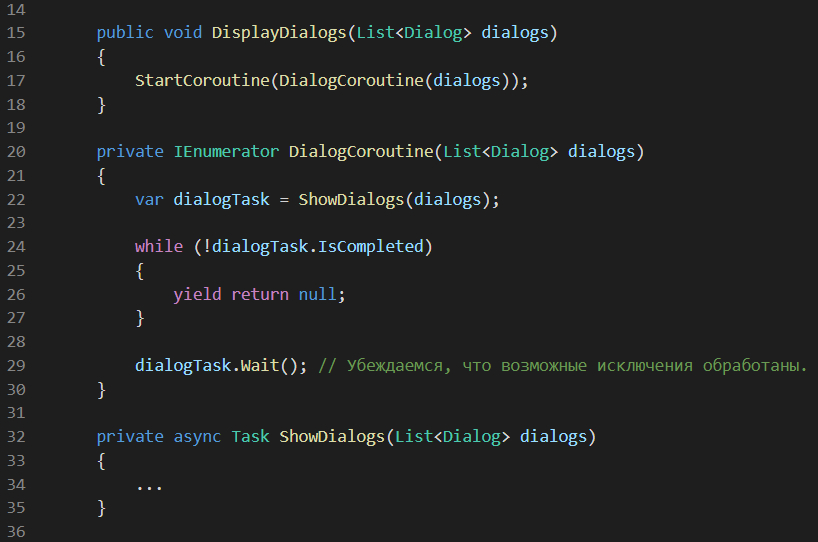 14
15 public void DisplayDialogs(List<Dialog> dialogs)
16 {
17 StartCoroutine(DialogCoroutine(dialogs));
18 }
19
20 private IEnumerator DialogCoroutine(List<Dialog> dialogs)
21 {
22 var dialogTask = ShowDialogs(dialogs);
23
24 while (!dialogTask.IsCompleted)
25 {
26 yield return null;
27 }
28
29 dialogTask.Wait(); // Убеждаемся, что возможные исключения обработаны.
30 }
31
32 private async Task ShowDialogs(List<Dialog> dialogs)
33 {
34 ...
35 }
36